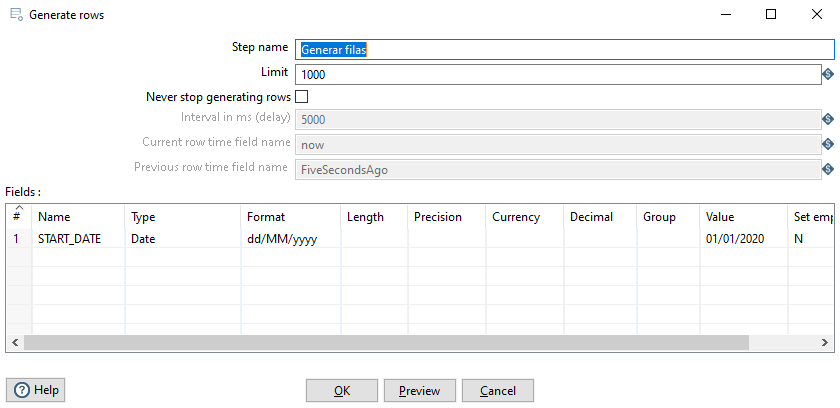 Generate rows
Step name Generar filas
Limit 1000
Never stop generating rows
Interval in ms (delay) 5000
Current row time field name now
Previous row time field name FiveSecondsAgo
Fields :
# Name Type Format Length Precision Currency Decimal Group Value Set emp
1 START_DATE Date dd/MM/yyyy 01/01/2020 N
Help OK Preview Cancel